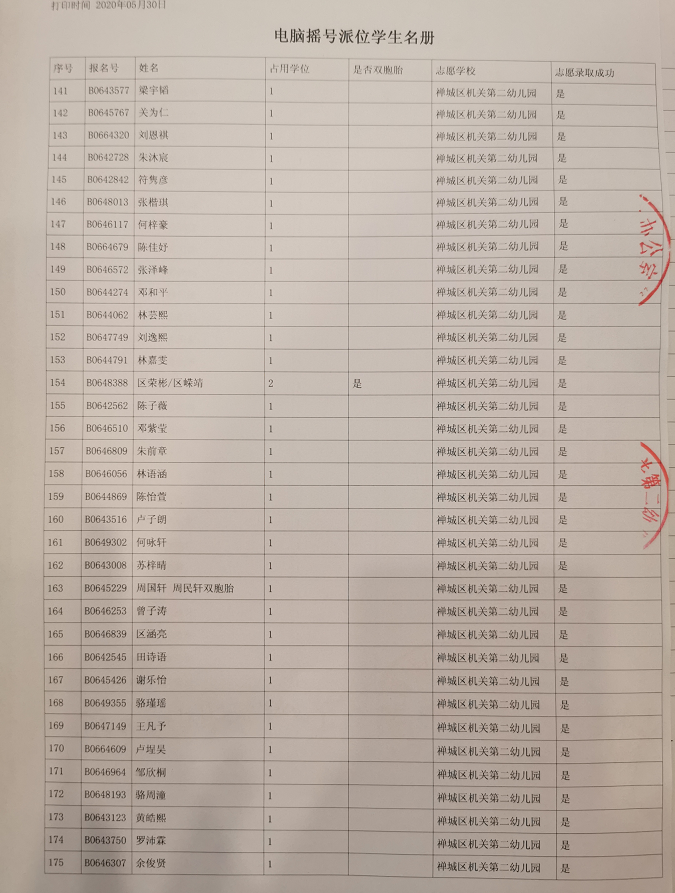 打印时间 2020年05月30日
电脑摇号派位学生名册
序号 报名号 姓名 占用学位 是否双胞胎 志愿学校 志愿录取成功
141 B0643577 梁宇韬 1 禅城区机关第二幼儿园 是
142 B0645767 关为仁 1 禅城区机关第二幼儿园 是
143 B0664320 刘恩祺 1 禅城区机关第二幼儿园 是
144 B0642728 朱沐宸 1 禅城区机关第二幼儿园 是
145 B0642842 符隽彦 1 禅城区机关第二幼儿园 是
146 B0648013 张楷琪 1 禅城区机关第二幼儿园 是
147 B0646117 何梓豪 1 禅城区机关第二幼儿园 是
148 B0664679 陈佳妤 1 禅城区机关第二幼儿园 是
149 B0646572 张泽峰 1 禅城区机关第二幼儿园 是
150 B0644274 邓和平 1 禅城区机关第二幼儿园 是
151 B0644062 林芸熙 1 禅城区机关第二幼儿园 是
152 B0647749 刘逸熙 1 禅城区机关第二幼儿园 是
153 B0644791 林嘉雯 1 禅城区机关第二幼儿园 是
154 B0648388 区荣彬/区嵘靖 2 是 禅城区机关第二幼儿园 是
155 B0642562 陈子薇 1 禅城区机关第二幼儿园 是
156 B0646510 邓紫莹 1 禅城区机关第二幼儿园 是
157 B0646809 朱前章 1 禅城区机关第二幼儿园 是
158 B0646056 林语涵 1 禅城区机关第二幼儿园 是
159 B0644869 陈怡萱 1 禅城区机关第二幼儿园 是
160 B0643516 卢子朗 1 禅城区机关第二幼儿园 是
161 B0649302 何咏轩 1 禅城区机关第二幼儿园 是
162 B0643008 苏梓晴 1 禅城区机关第二幼儿园 是
163 B0645229 周国轩 周民轩双胞胎 1 禅城区机关第二幼儿园 是
164 B0646253 曾子涛 1 禅城区机关第二幼儿园 是
165 B0646839 区涵亮 1 禅城区机关第二幼儿园 是
166 B0642545 田诗语 1 禅城区机关第二幼儿园 是
167 B0645426 谢乐怡 1 禅城区机关第二幼儿园 是
168 B0649355 骆瑾瑶 1 禅城区机关第二幼儿园 是
169 B0647149 王凡予 1 禅城区机关第二幼儿园 是
170 B0664609 卢埕昊 1 禅城区机关第二幼儿园 是
171 B0646964 邹欣桐 1 禅城区机关第二幼儿园 是
172 B0648193 骆周潼 1 禅城区机关第二幼儿园 是
173 B0643123 黄皓熙 1 禅城区机关第二幼儿园 是
174 B0643750 罗沛霖 1 禅城区机关第二幼儿园 是
175 B0646307 余俊贤 1 禅城区机关第二幼儿园 是
办公室
第二幼